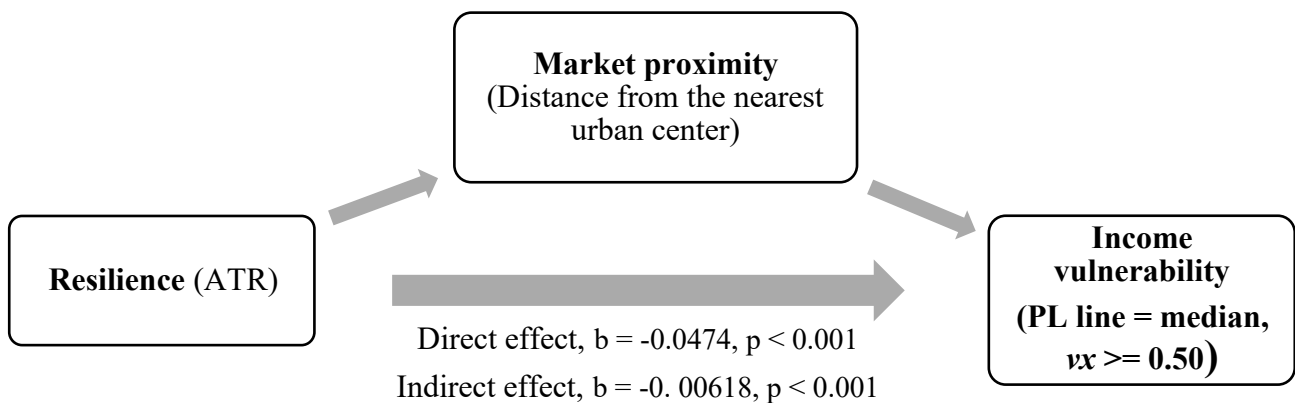 Market proximity
(Distance from the nearest
urban center)
Resilience (ATR)
Income
vulnerability
(PL line = median,
vx >= 0.50)
Direct effect, b = -0.0474, p < 0.001
Indirect effect, b = -0. 00618, p < 0.001